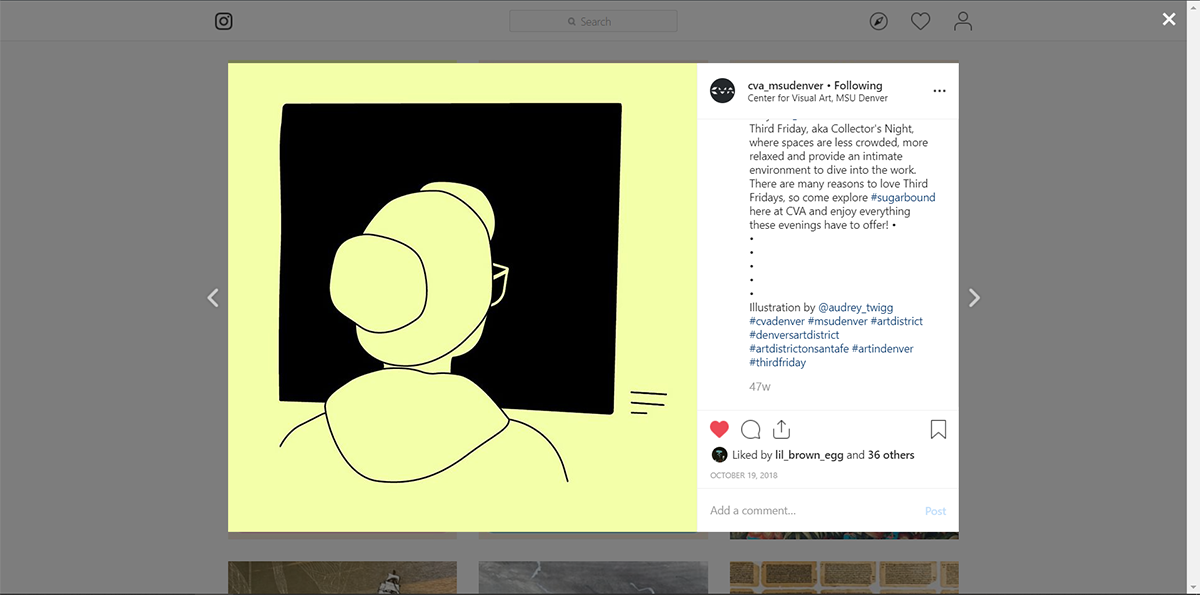 Search
cva_msudenver • Following
Center for Visual Art, MSU Denver
CVA
Third Friday, aka Collector's Night,
where spaces are less crowded, more
relaxed and provide an intimate
environment to dive into the work.
There are many reasons to love Third
Fridays, so come explore #sugarbound
here at CVA and enjoy everything
these evenings have to offer! •
•
•
•
•
•
Illustration by @audrey_twigg
#cvadenver #msudenver #artdistrict
#denversartdistrict
#artdistrictonsantafe #artindenver
#thirdfriday
47w
Liked by lil_brown_egg and 36 others
OCTOBER 19, 2018
Add a comment... Post